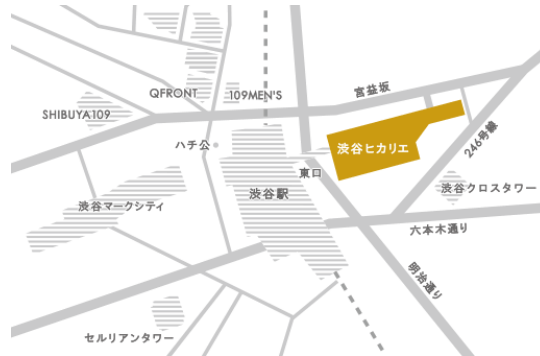 宮益坂
QFRONT
109MEN'S
SHIBUYA109
ハチ公
渋谷ヒカリエ
246号線
東口
渋谷駅
渋谷クロスタワー
渋谷マークシティ
六本木通り
明治通り
セルリアンタワー